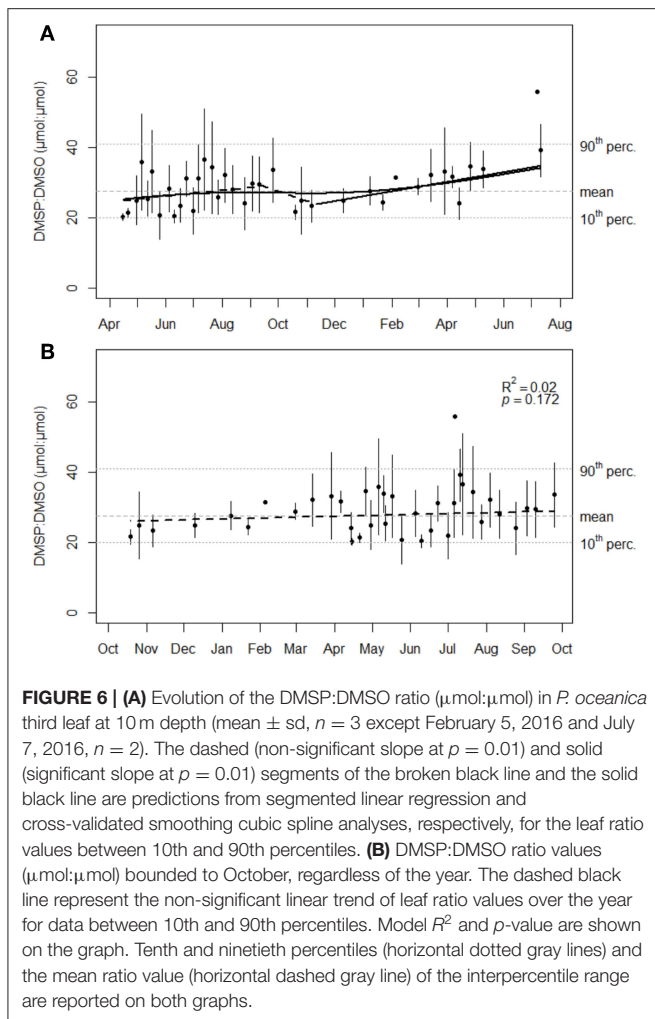 A
DMSP:DMSO (μmol:μmol)
60
40
20
0
90th perc.
mean
10th perc.
Apr Jun Aug Oct Dec Feb Apr Jun Aug
B
R2 = 0.02
p = 0.172
DMSP:DMSO (μmol:μmol)
60
40
20
0
90th perc.
mean
10th perc.
Oct Nov Dec Jan Feb Mar Apr May Jun Jul Aug Sep Oct
FIGURE 6 | (A) Evolution of the DMSP:DMSO ratio (μmol:μmol) in P. oceanica
third leaf at 10 m depth (mean ± sd, n = 3 except February 5, 2016 and July
7, 2016, n = 2). The dashed (non-significant slope at p = 0.01) and solid
(significant slope at p = 0.01) segments of the broken black line and the solid
black line are predictions from segmented linear regression and
cross-validated smoothing cubic spline analyses, respectively, for the leaf ratio
values between 10th and 90th percentiles. (B) DMSP:DMSO ratio values
(μmol:μmol) bounded to October, regardless of the year. The dashed black
line represent the non-significant linear trend of leaf ratio values over the year
for data between 10th and 90th percentiles. Model R2 and p-value are shown
on the graph. Tenth and ninetieth percentiles (horizontal dotted gray lines) and
the mean ratio value (horizontal dashed gray line) of the interpercentile range
are reported on both graphs.